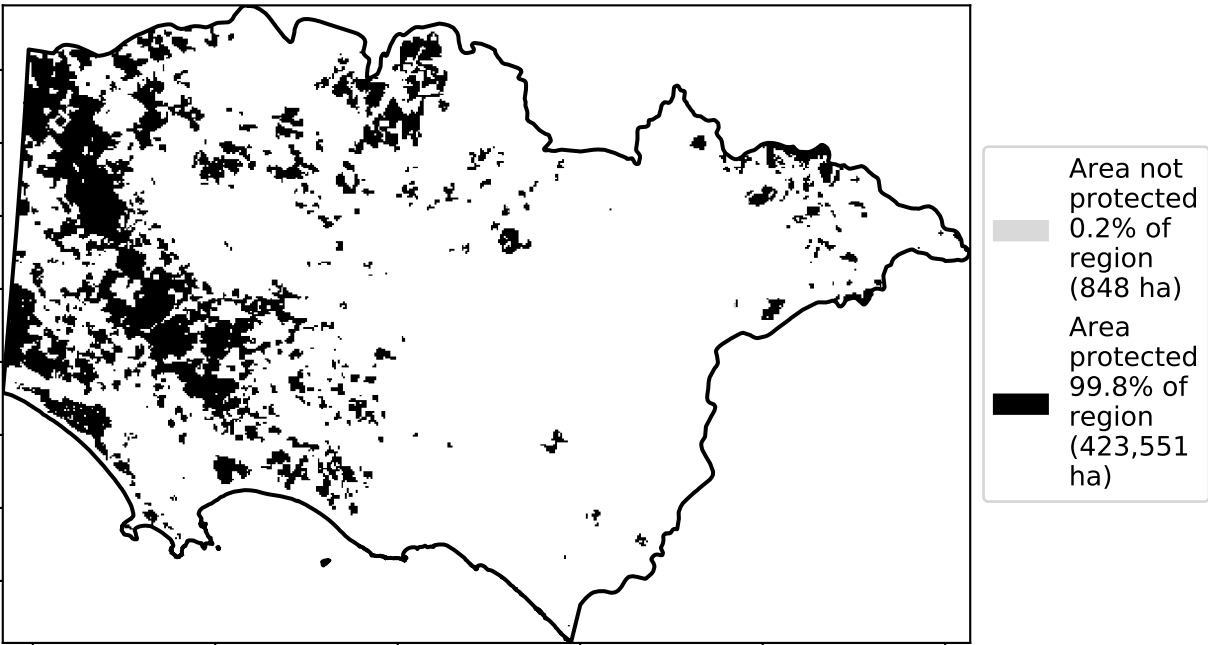 Area not
protected
0.2% of
region
(848 ha)
Area
protected
99.8% of
region
(423,551
ha)